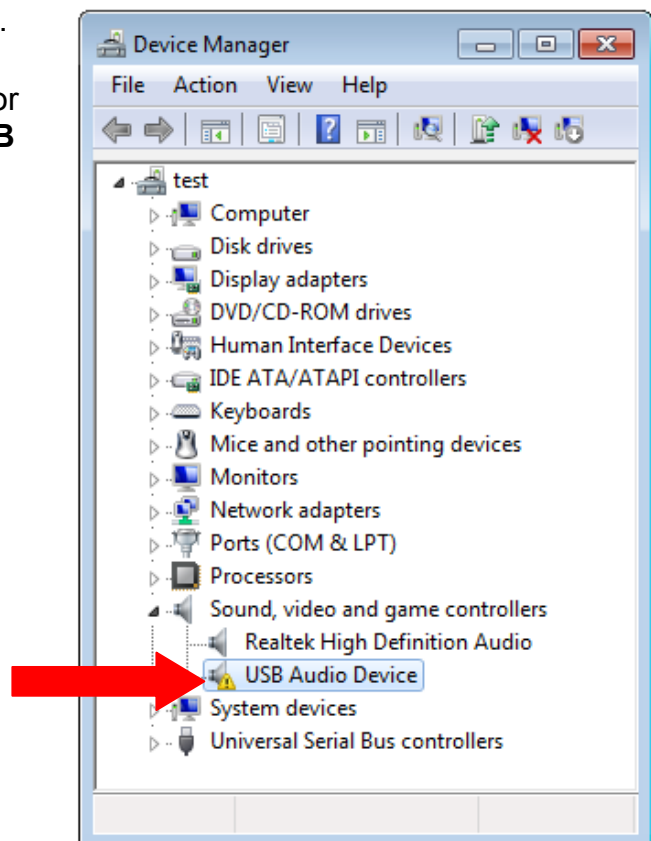 .
or
B
Device Manager
File Action View Help
test
Computer
Disk drives
Display adapters
DVD/CD-ROM drives
Human Interface Devices
IDE ATA/ATAPI controllers
Keyboards
Mice and other pointing devices
Monitors
Network adapters
Ports (COM & LPT)
Processors
Sound, video and game controllers
Realtek High Definition Audio
USB Audio Device
System devices
Universal Serial Bus controllers